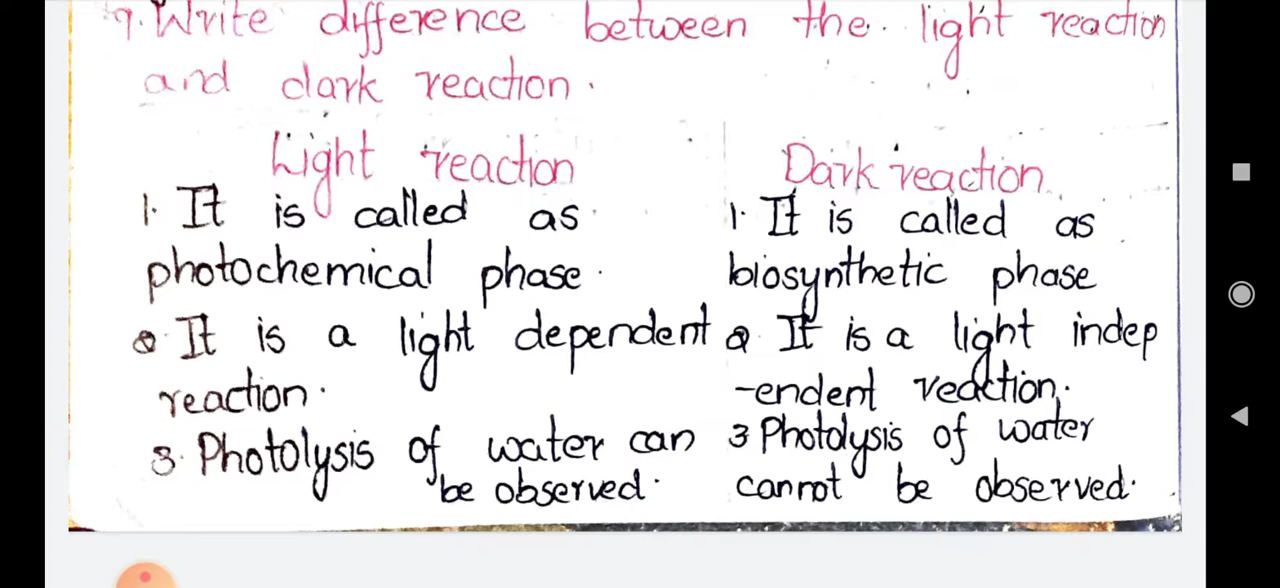 9. Write difference between the light reaction
and dark reaction.
Light reaction
1. It is called as
photochemical phase.
2. It is a light dependent
reaction.
3. Photolysis of water can
be observed.
Dark reaction
1. It is called as
biosynthetic phase
2. It is a light indep
-endent reaction.
3 Photolysis of water
cannot be observed.